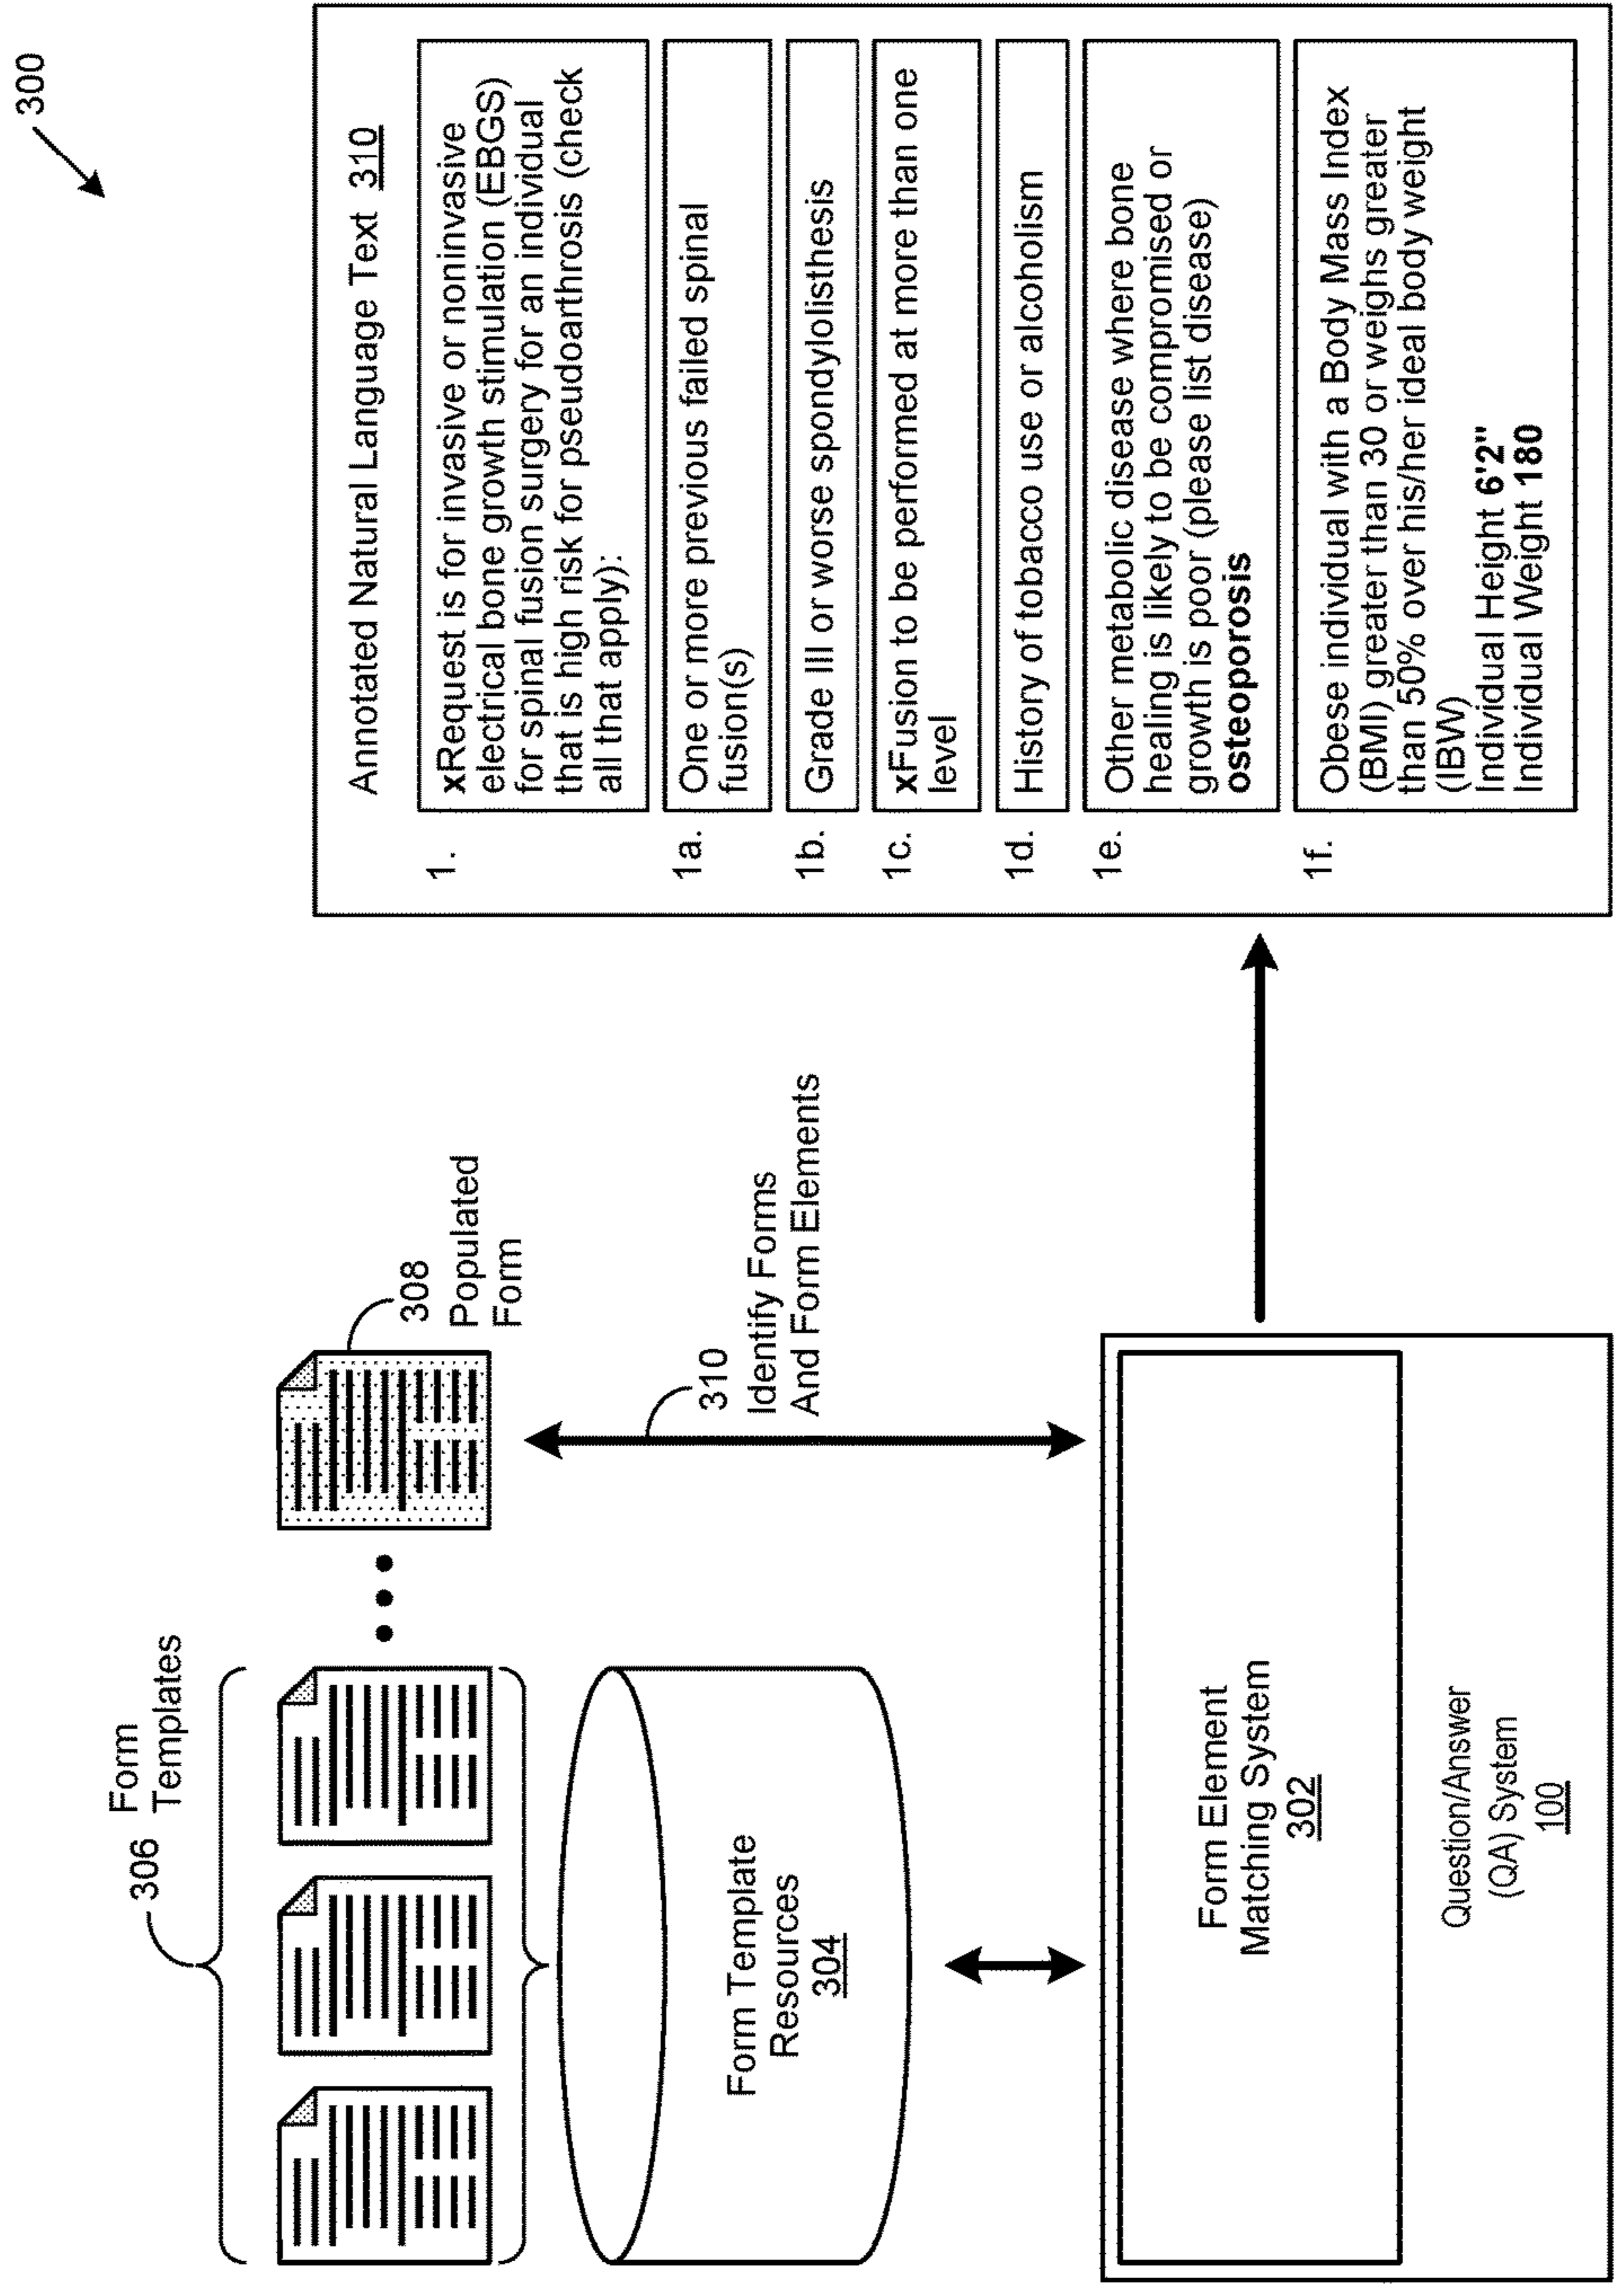 300
306
Form
Templates
308
Populated
Form
310
Identify Forms
And Form Elements
Form Template
Resources
304
Form Element
Matching System
302
Question/Answer
(QA) System
100
Annotated Natural Language Text 310
1.
xRequest is for invasive or noninvasive
electrical bone growth stimulation (EBGS)
for spinal fusion surgery for an individual
that is high risk for pseudoarthrosis (check
all that apply):
1a.
One or more previous failed spinal
fusion(s)
1b.
Grade III or worse spondylolisthesis
1c.
xFusion to be performed at more than one
level
1d.
History of tobacco use or alcoholism
1e.
Other metabolic disease where bone
healing is likely to be compromised or
growth is poor (please list disease)
osteoporosis
1f.
Obese individual with a Body Mass Index
(BMI) greater than 30 or weighs greater
than 50% over his/her ideal body weight
(IBW)
Individual Height 6'2"
Individual Weight 180